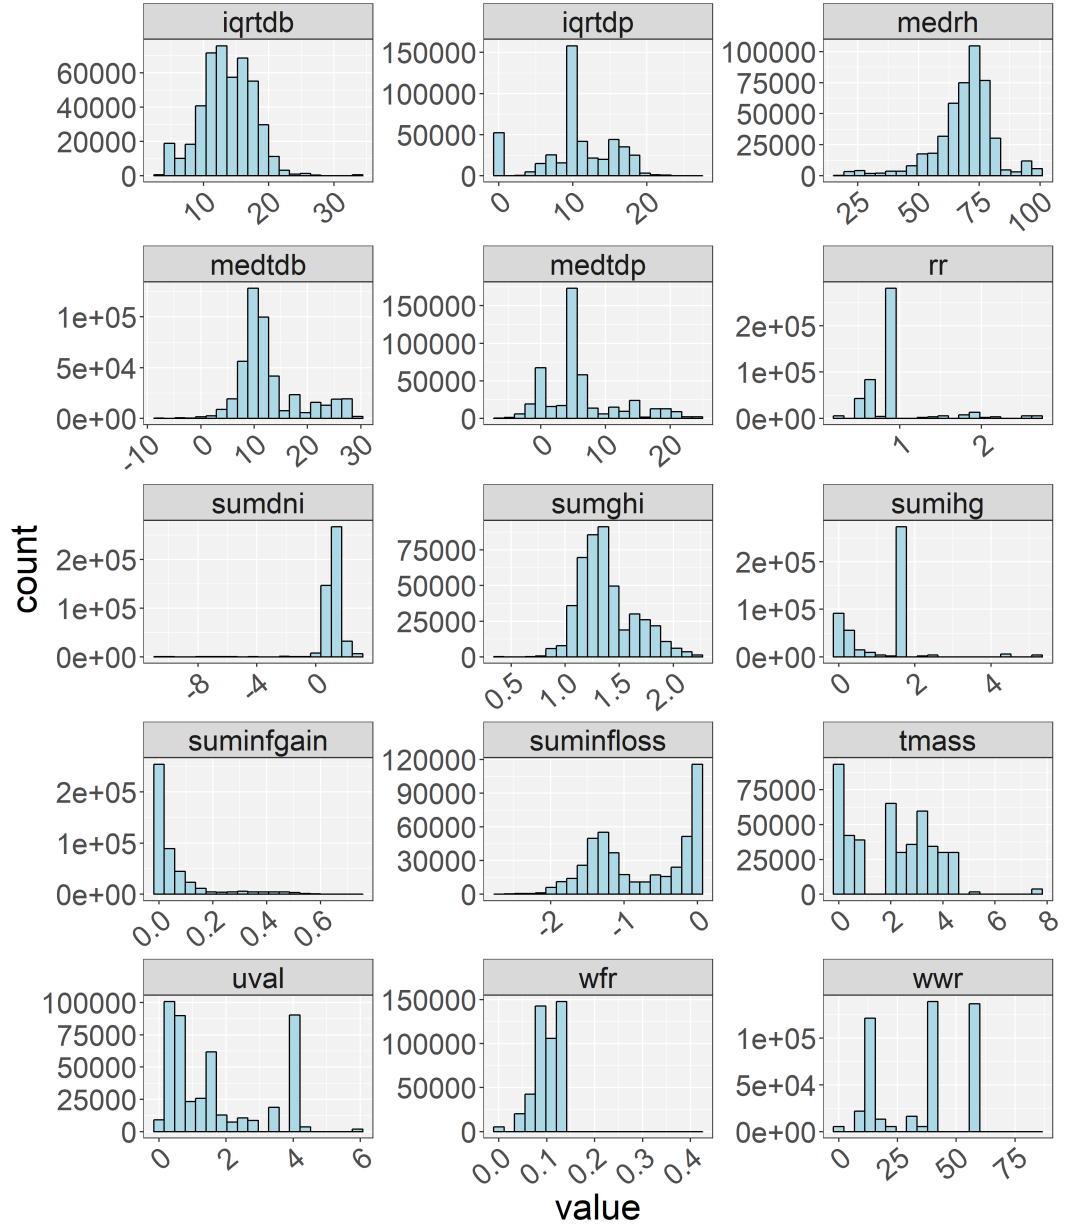 iqrtdb iqrtdp medrh
60000 40000 20000 0
150000 100000 50000 0
100000 75000 50000 25000 0
10 20 30
0 10 20
25 50 75 100
medtdb medtdp rr
1e+05 5e+04 0e+00
150000 100000 50000 0
2e+05 1e+05 0e+00
-10 0 10 20 30
0 10 20
1 2
sumdni sumghi sumihg
2e+05 1e+05 0e+00
75000 50000 25000 0
2e+05 1e+05 0e+00
-8 -4 0
0.5 1.0 1.5 2.0
0 2 4
suminfgain suminfloss tmass
2e+05 1e+05 0e+00
120000 90000 60000 30000 0
75000 50000 25000 0
0.0 0.2 0.4 0.6
-2 -1 0
0 2 4 6 8
uval wfr wwr
100000 75000 50000 25000 0
150000 100000 50000 0
1e+05 5e+04 0e+00
0 2 4 6
0.0 0.1 0.2 0.3 0.4
0 25 50 75
count
value